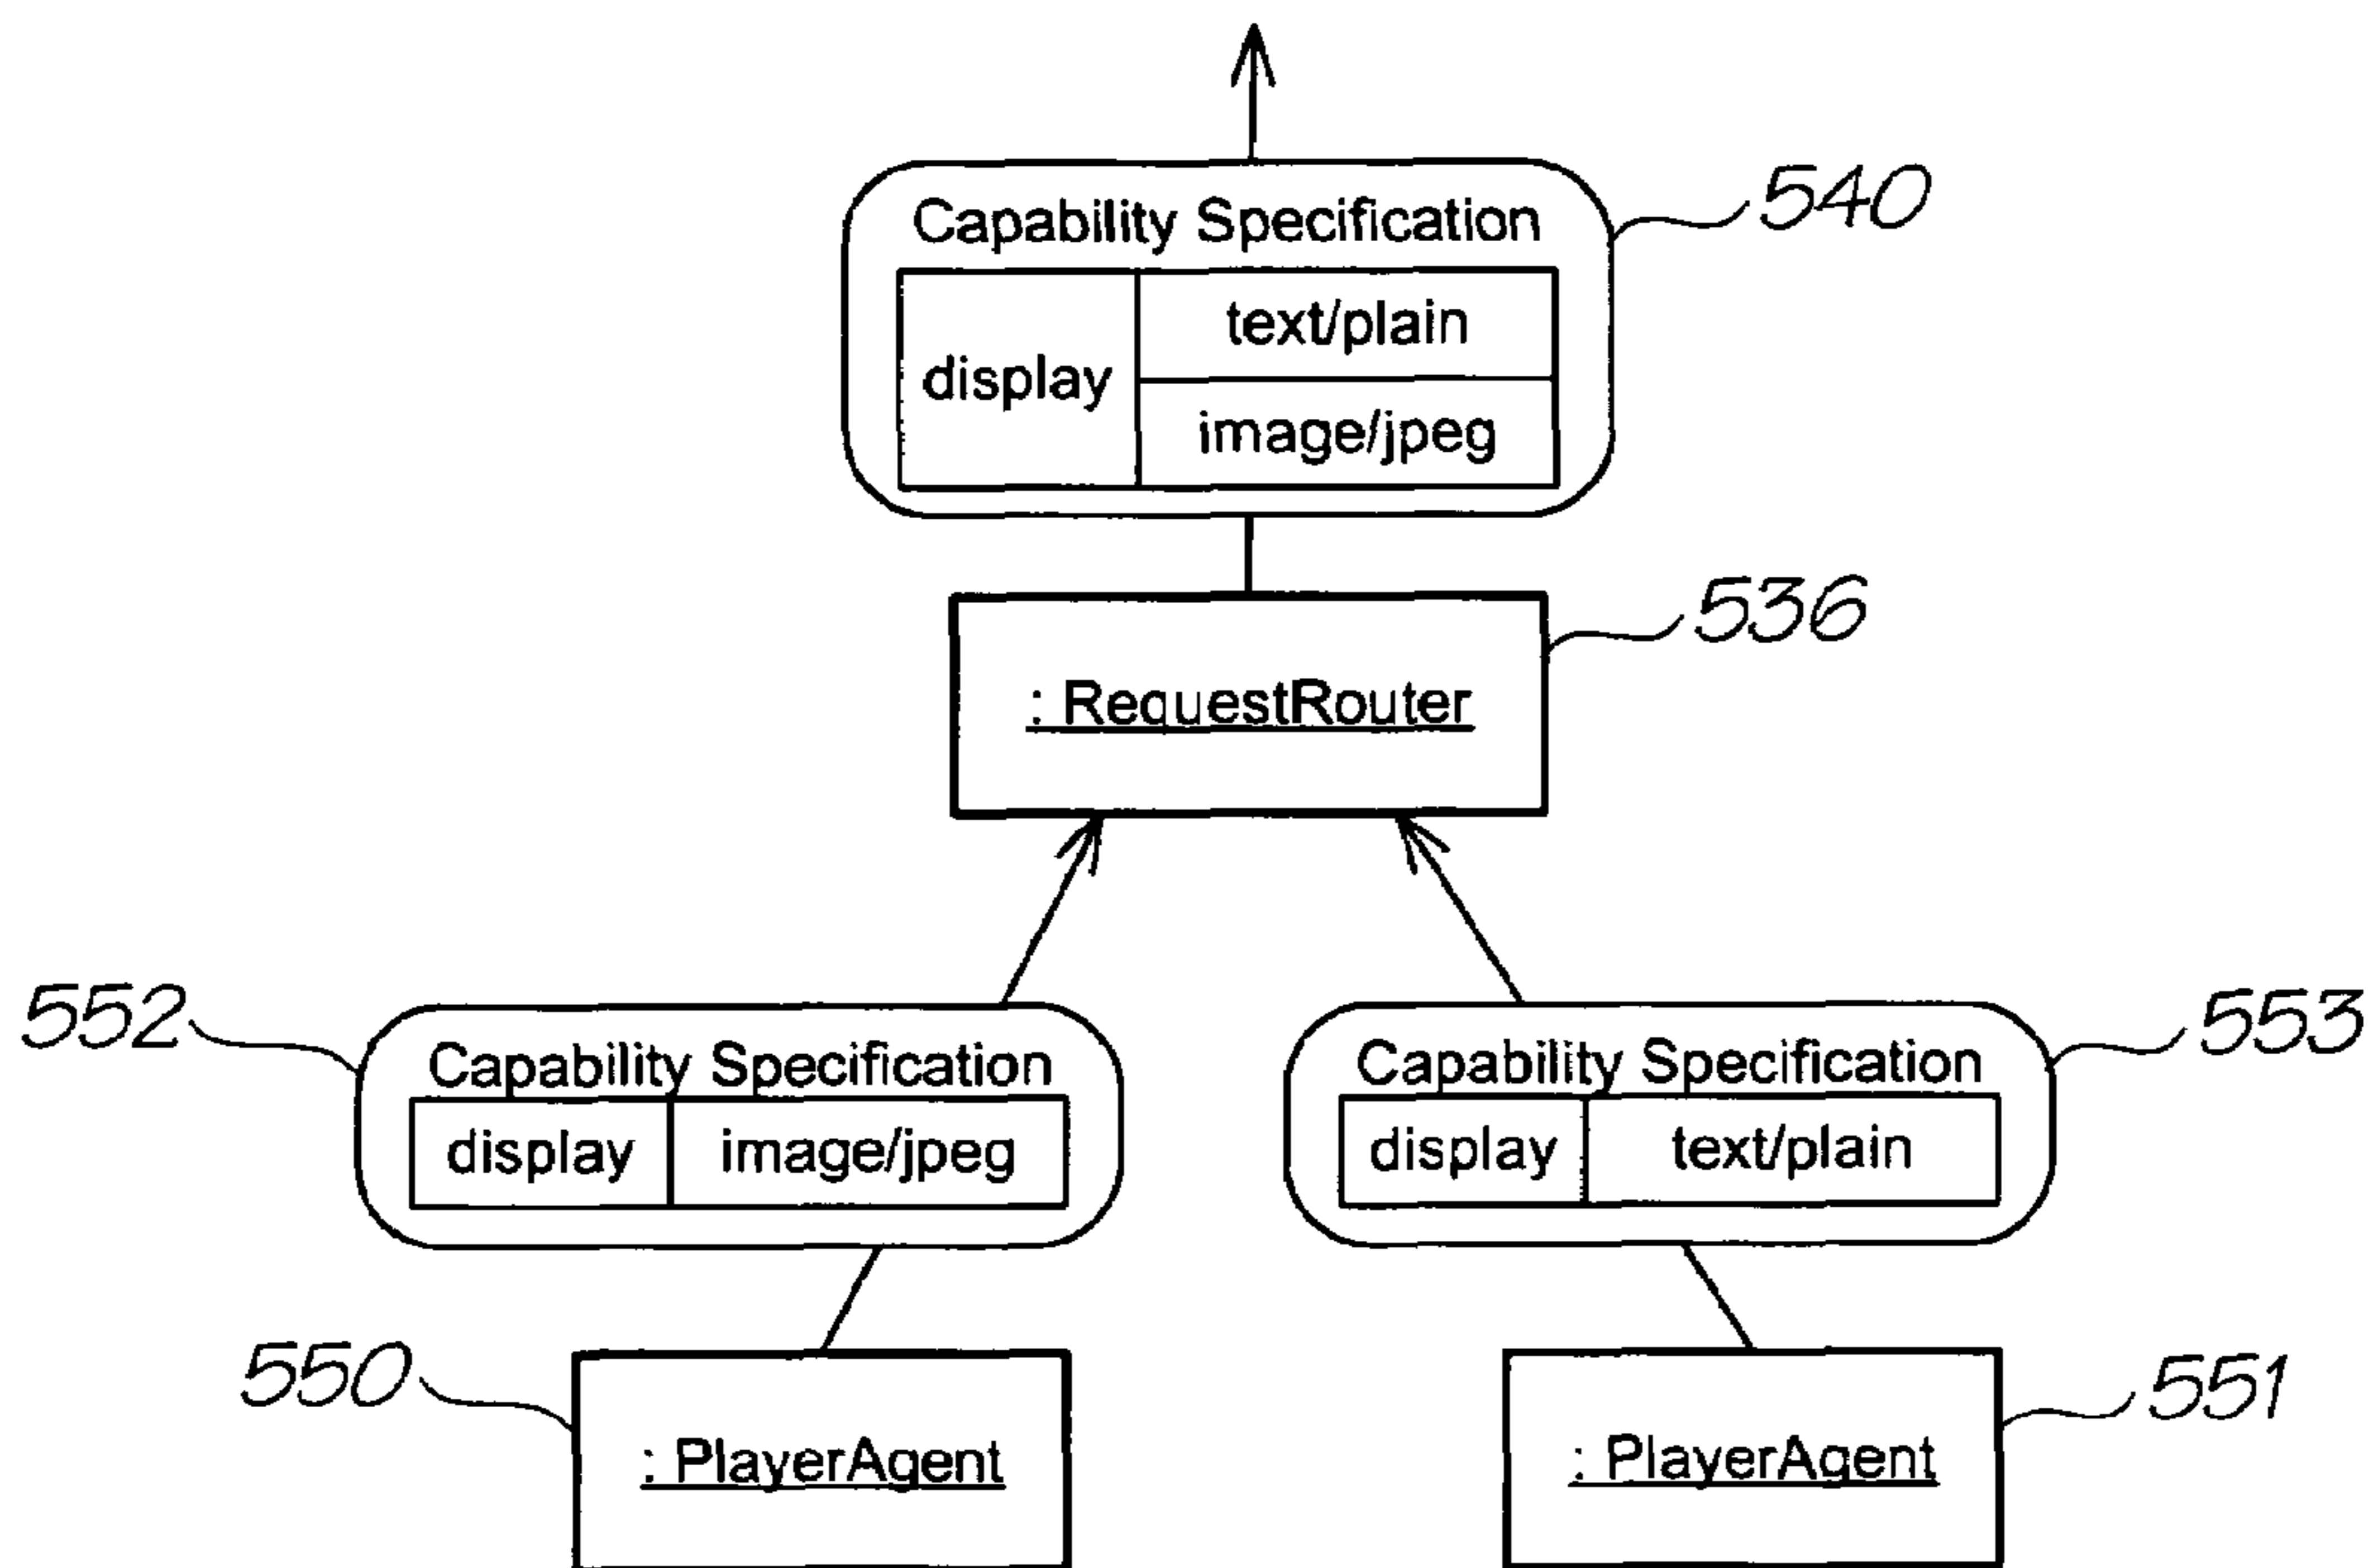 Capability Specification
540
text/plain
display
image/jpeg
536
: RequestRouter
552
Capability Specification
display image/jpeg
553
Capability Specification
display text/plain
550
: PlayerAgent
551
: PlayerAgent